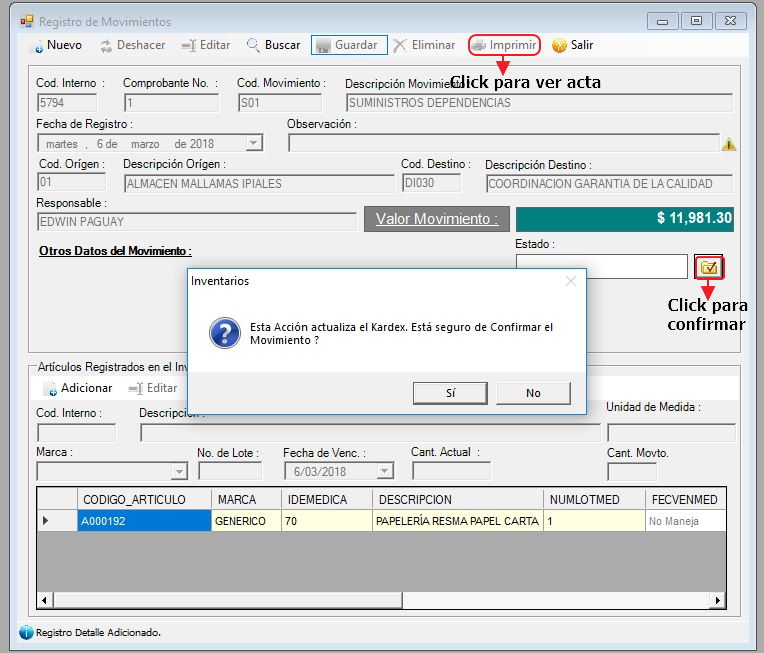 Registro de Movimientos
Nuevo Deshacer Editar Buscar Guardar Eliminar Imprimir Salir
Click para ver acta
Cod. Interno : Comprobante No. : Cod. Movimiento : Descripción Movimiento
5794 1 S01 SUMINISTROS DEPENDENCIAS
Fecha de Registro : Observación :
martes , 6 de marzo de 2018
Cod. Orígen : Descripción Orígen : Cod. Destino : Descripción Destino :
01 ALMACEN MALLAMAS IPIALES DI030 COORDINACION GARANTIA DE LA CALIDAD
Responsable :
EDWIN PAGUAY Valor Movimiento : $ 11,981.30
Otros Datos del Movimiento : Estado :
Click para
confirmar
Inventarios
Esta Acción actualiza el Kardex. Está seguro de Confirmar el
Movimiento ?
Sí No
Artículos Registrados en el Inv
Adicionar Editar
Cod. Interno : Descripción : Unidad de Medida :
Marca : No. de Lote : Fecha de Venc. : Cant. Actual : Cant. Movto.
6/03/2018
CODIGO_ARTICULO MARCA IDEMEDICA DESCRIPCION NUMLOTMED FECVENMED
A000192 GENERICO 70 PAPELERÍA RESMA PAPEL CARTA 1 No Maneja
Registro Detalle Adicionado.